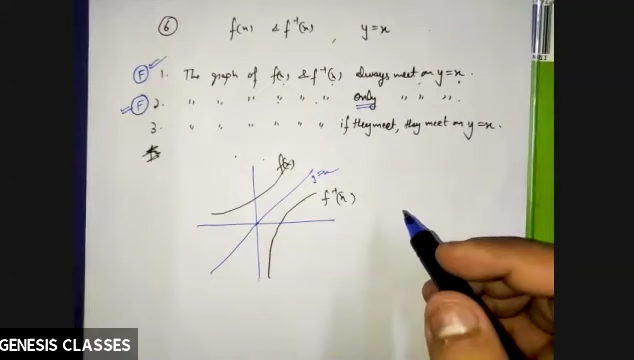 ⑥ f(x) & f⁻¹(x), y=x
F 1. The graph of f(x) & f⁻¹(x) always meet on y=x.
F 2. " " " " " " only " " ".
3. " " " " " " if they meet, they meet on y=x.
f(x)
y=x
f⁻¹(x)
GENESIS CLASSES